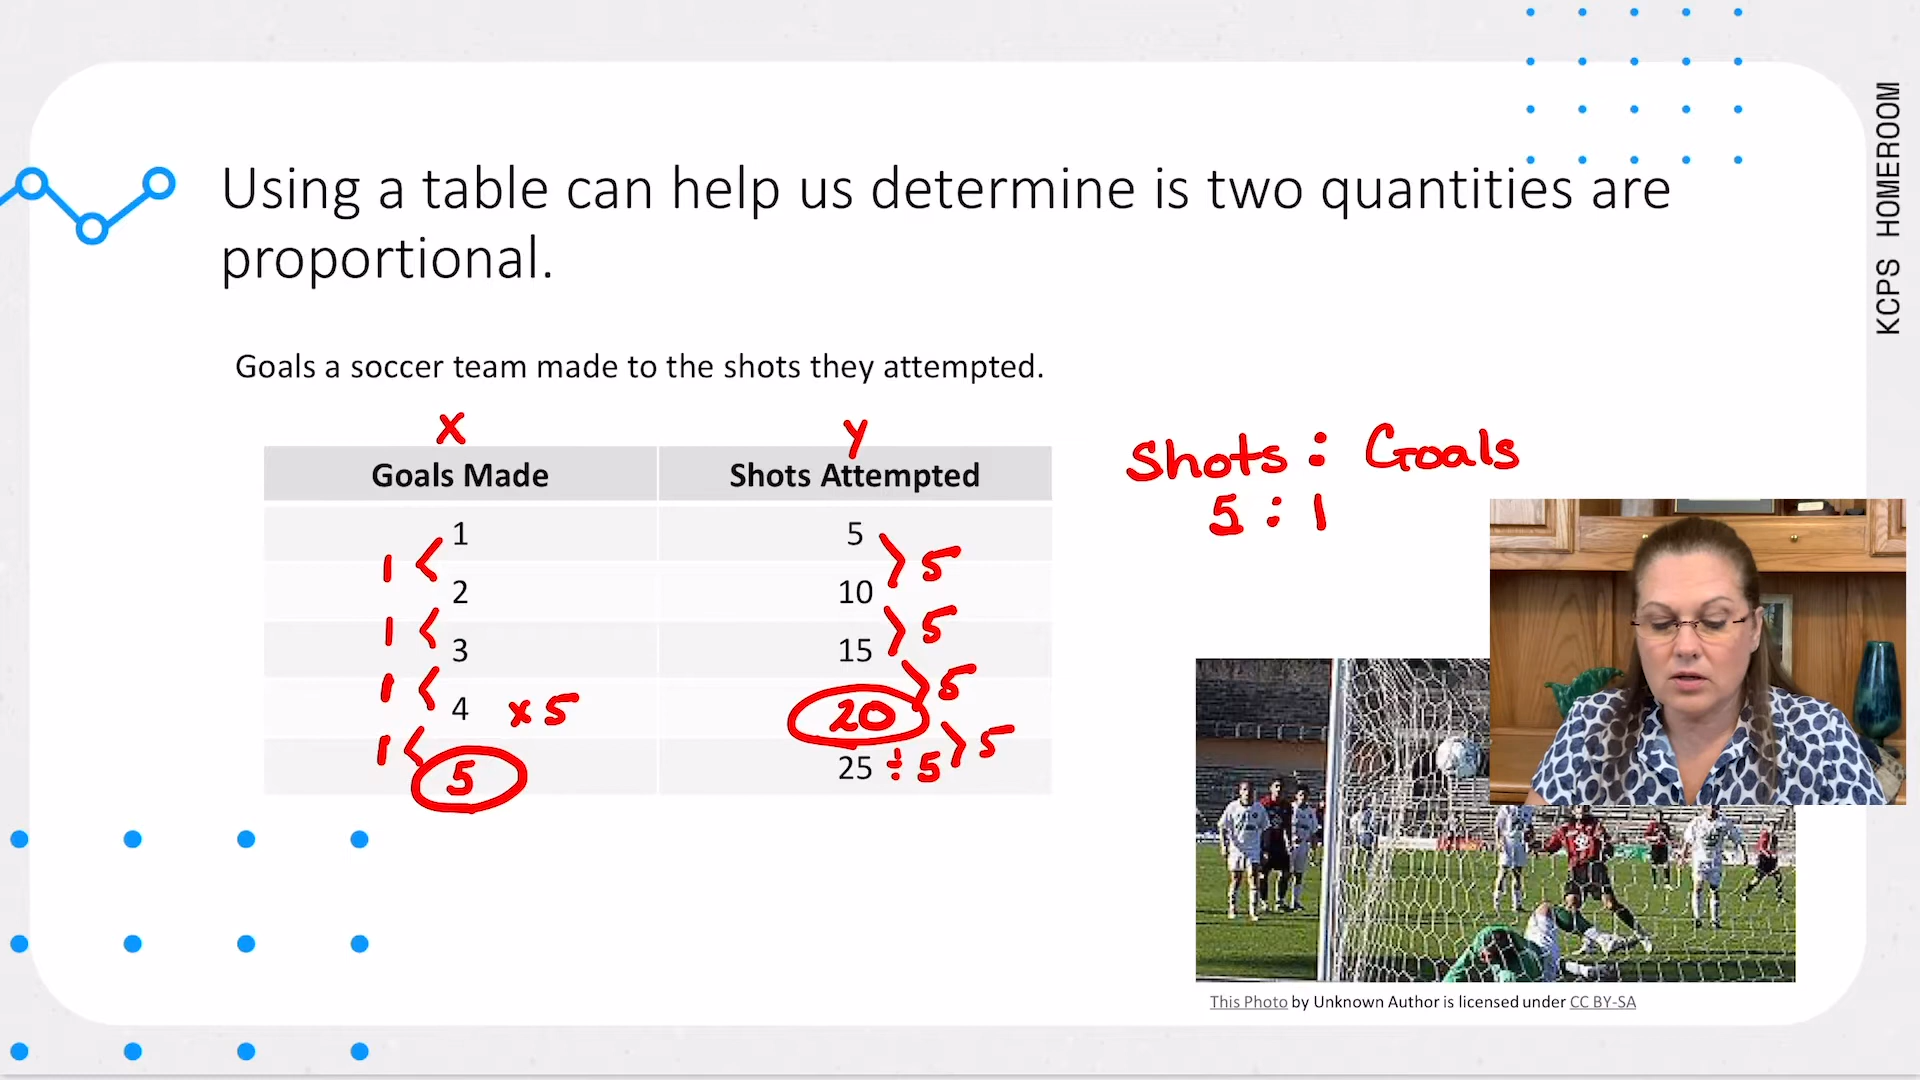 KCPS HOMEROOM
Using a table can help us determine is two quantities are
proportional.
Goals a soccer team made to the shots they attempted.
x y
Goals Made Shots Attempted
Shots : Goals
5 : 1
1 5
1 5
2 10
1 5
3 15
1 5
4 x 5 20
1 5
5 25 ÷ 5
This Photo by Unknown Author is licensed under CC BY-SA